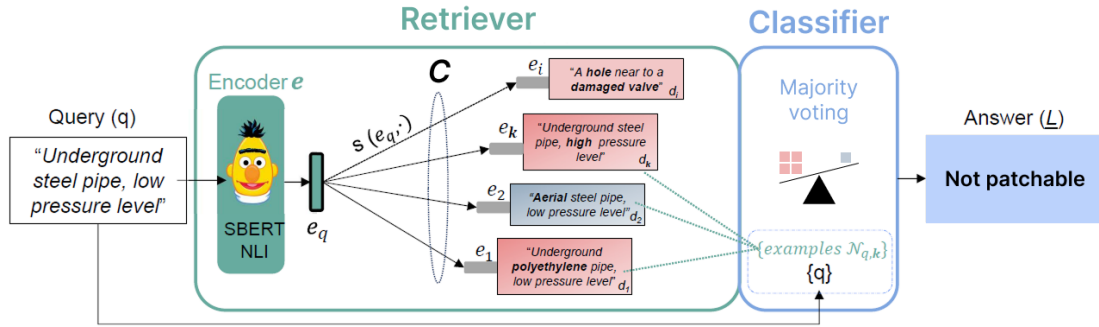 Retriever
Classifier
Encoder e
C
Query (q)
"Underground
steel pipe, low
pressure level"
SBERT
NLI
e_q
s (e_q,·)
e_i
"A hole near to a
damaged valve"
d_i
e_k
"Underground steel
pipe, high pressure
level"
d_k
e_2
"Aerial steel pipe,
low pressure level"
d_2
e_1
"Underground
polyethylene pipe,
low pressure level"
d_1
Majority
voting
{examples N_q,k}
{q}
Answer (L)
Not patchable